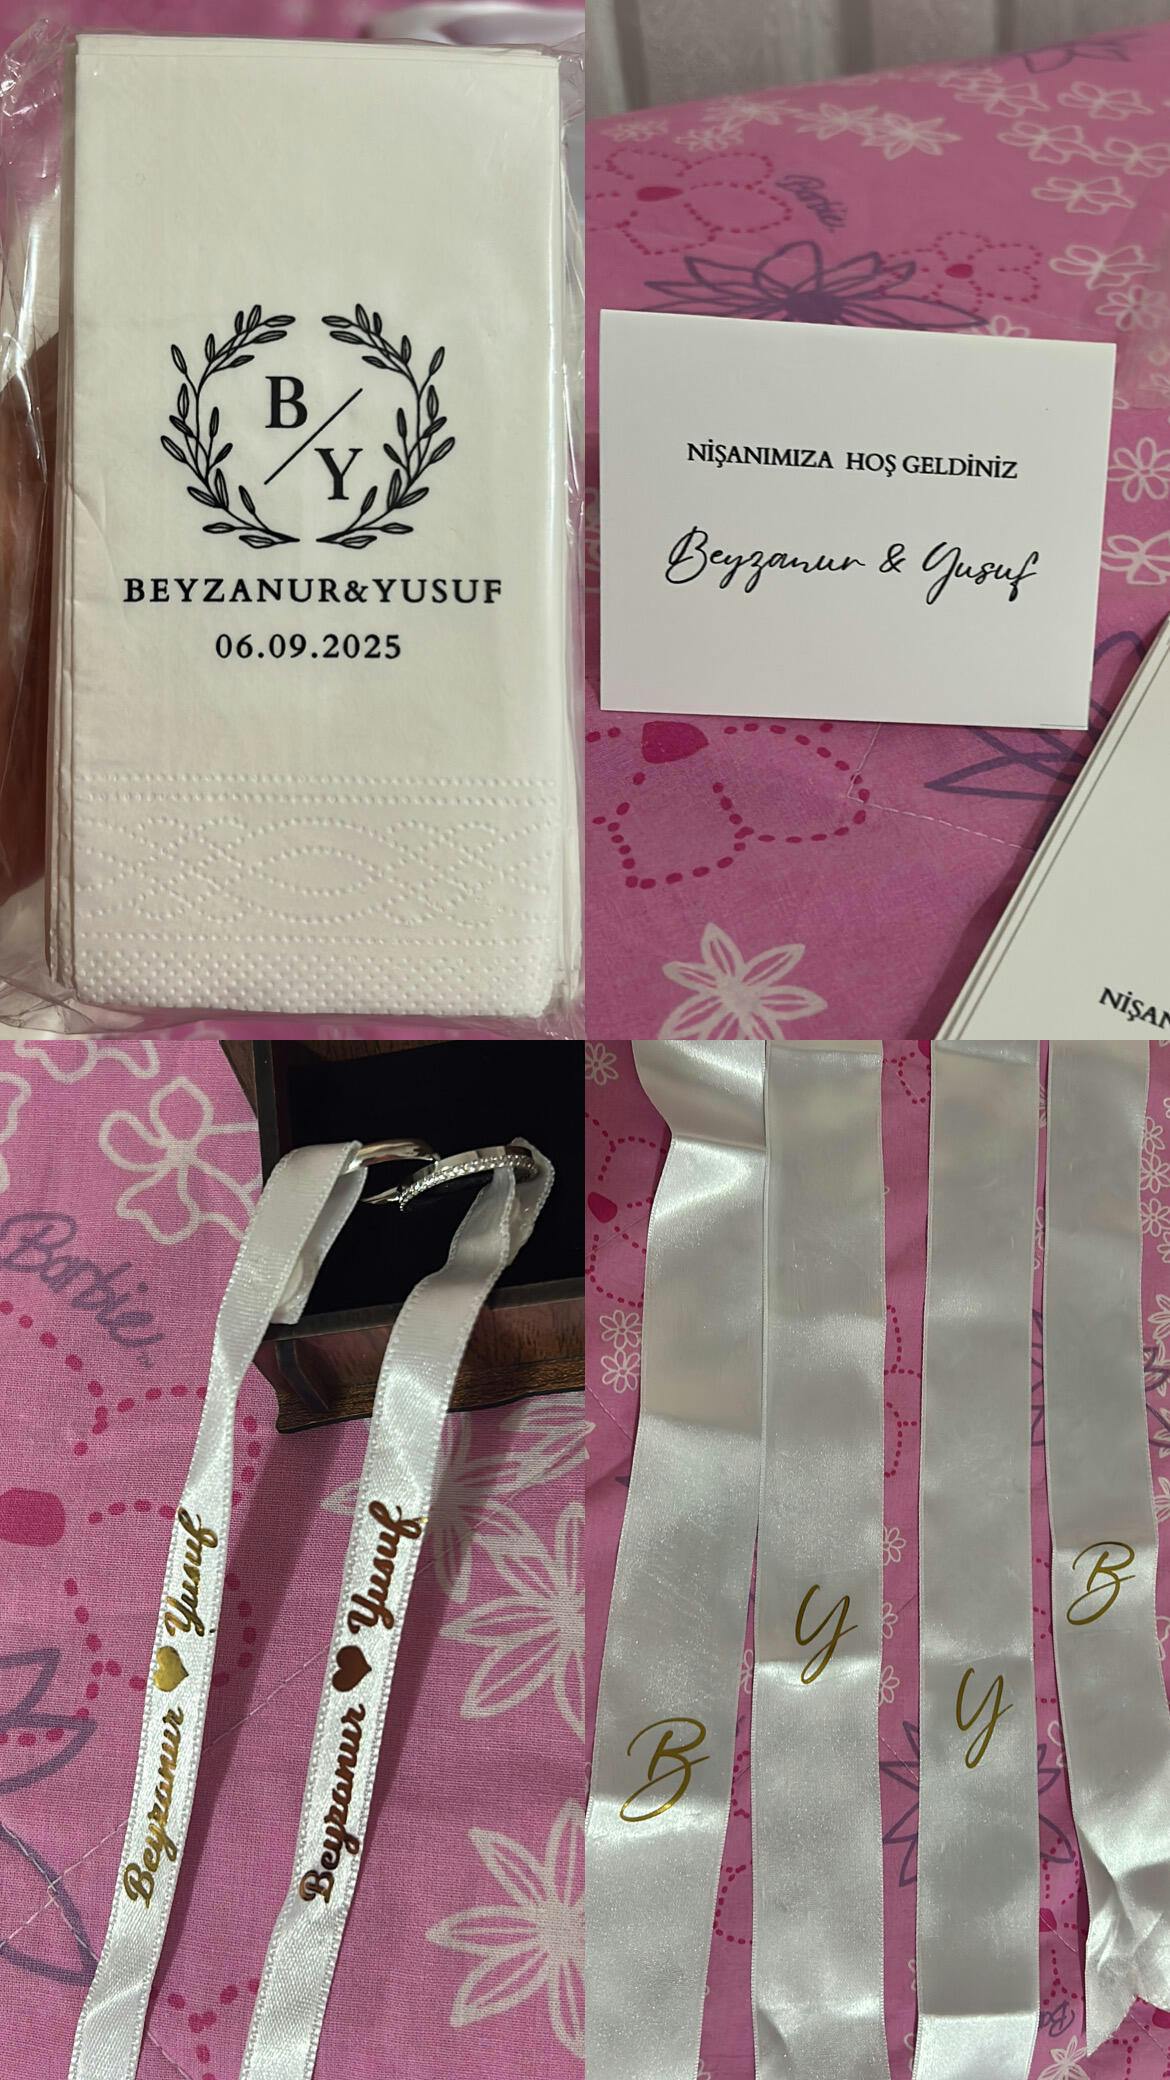 B
Y
BEYZANUR&YUSUF
06.09.2025
Barbie
NİŞANIMIZA HOŞ GELDİNİZ
Beyzanur & Yusuf
NİŞAN
Barbie
Beyzanur Yusuf
Beyzanur Yusuf
B
Y
Y
B